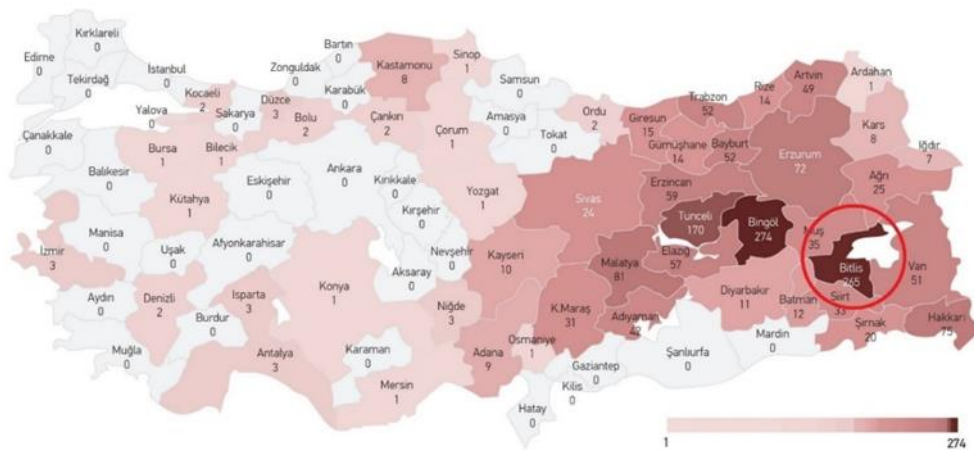 Kırklareli
0
Edirne
0
Tekirdağ
0
İstanbul
0
Yalova
0
Kocaeli
2
Sakarya
0
Düzce
3
Zonguldak
0
Bartın
0
Karabük
0
Kastamonu
8
Sinop
1
Samsun
0
Bolu
2
Çankırı
2
Çorum
1
Amasya
0
Tokat
0
Ordu
2
Giresun
15
Trabzon
52
Rize
14
Artvin
49
Ardahan
1
Kars
8
Iğdır
7
Gümüşhane
14
Bayburt
52
Erzurum
72
Ağrı
25
Çanakkale
0
Balıkesir
0
Bursa
1
Bilecik
1
Kütahya
1
Eskişehir
0
Ankara
0
Kırıkkale
0
Kırşehir
0
Yozgat
1
Sivas
24
Erzincan
59
Tunceli
170
Bingöl
274
Muş
35
Bitlis
265
Van
51
Manisa
0
İzmir
3
Uşak
0
Afyonkarahisar
0
Aksaray
0
Nevşehir
0
Kayseri
10
Malatya
81
Elazığ
57
Diyarbakır
11
Batman
12
Siirt
33
Şırnak
20
Hakkari
75
Aydın
0
Denizli
2
Isparta
3
Burdur
0
Konya
1
Niğde
3
K.Maraş
31
Adıyaman
42
Muğla
0
Antalya
3
Karaman
0
Mersin
1
Adana
9
Osmaniye
1
Gaziantep
0
Kilis
0
Hatay
0
Şanlıurfa
0
Mardin
0
1
274